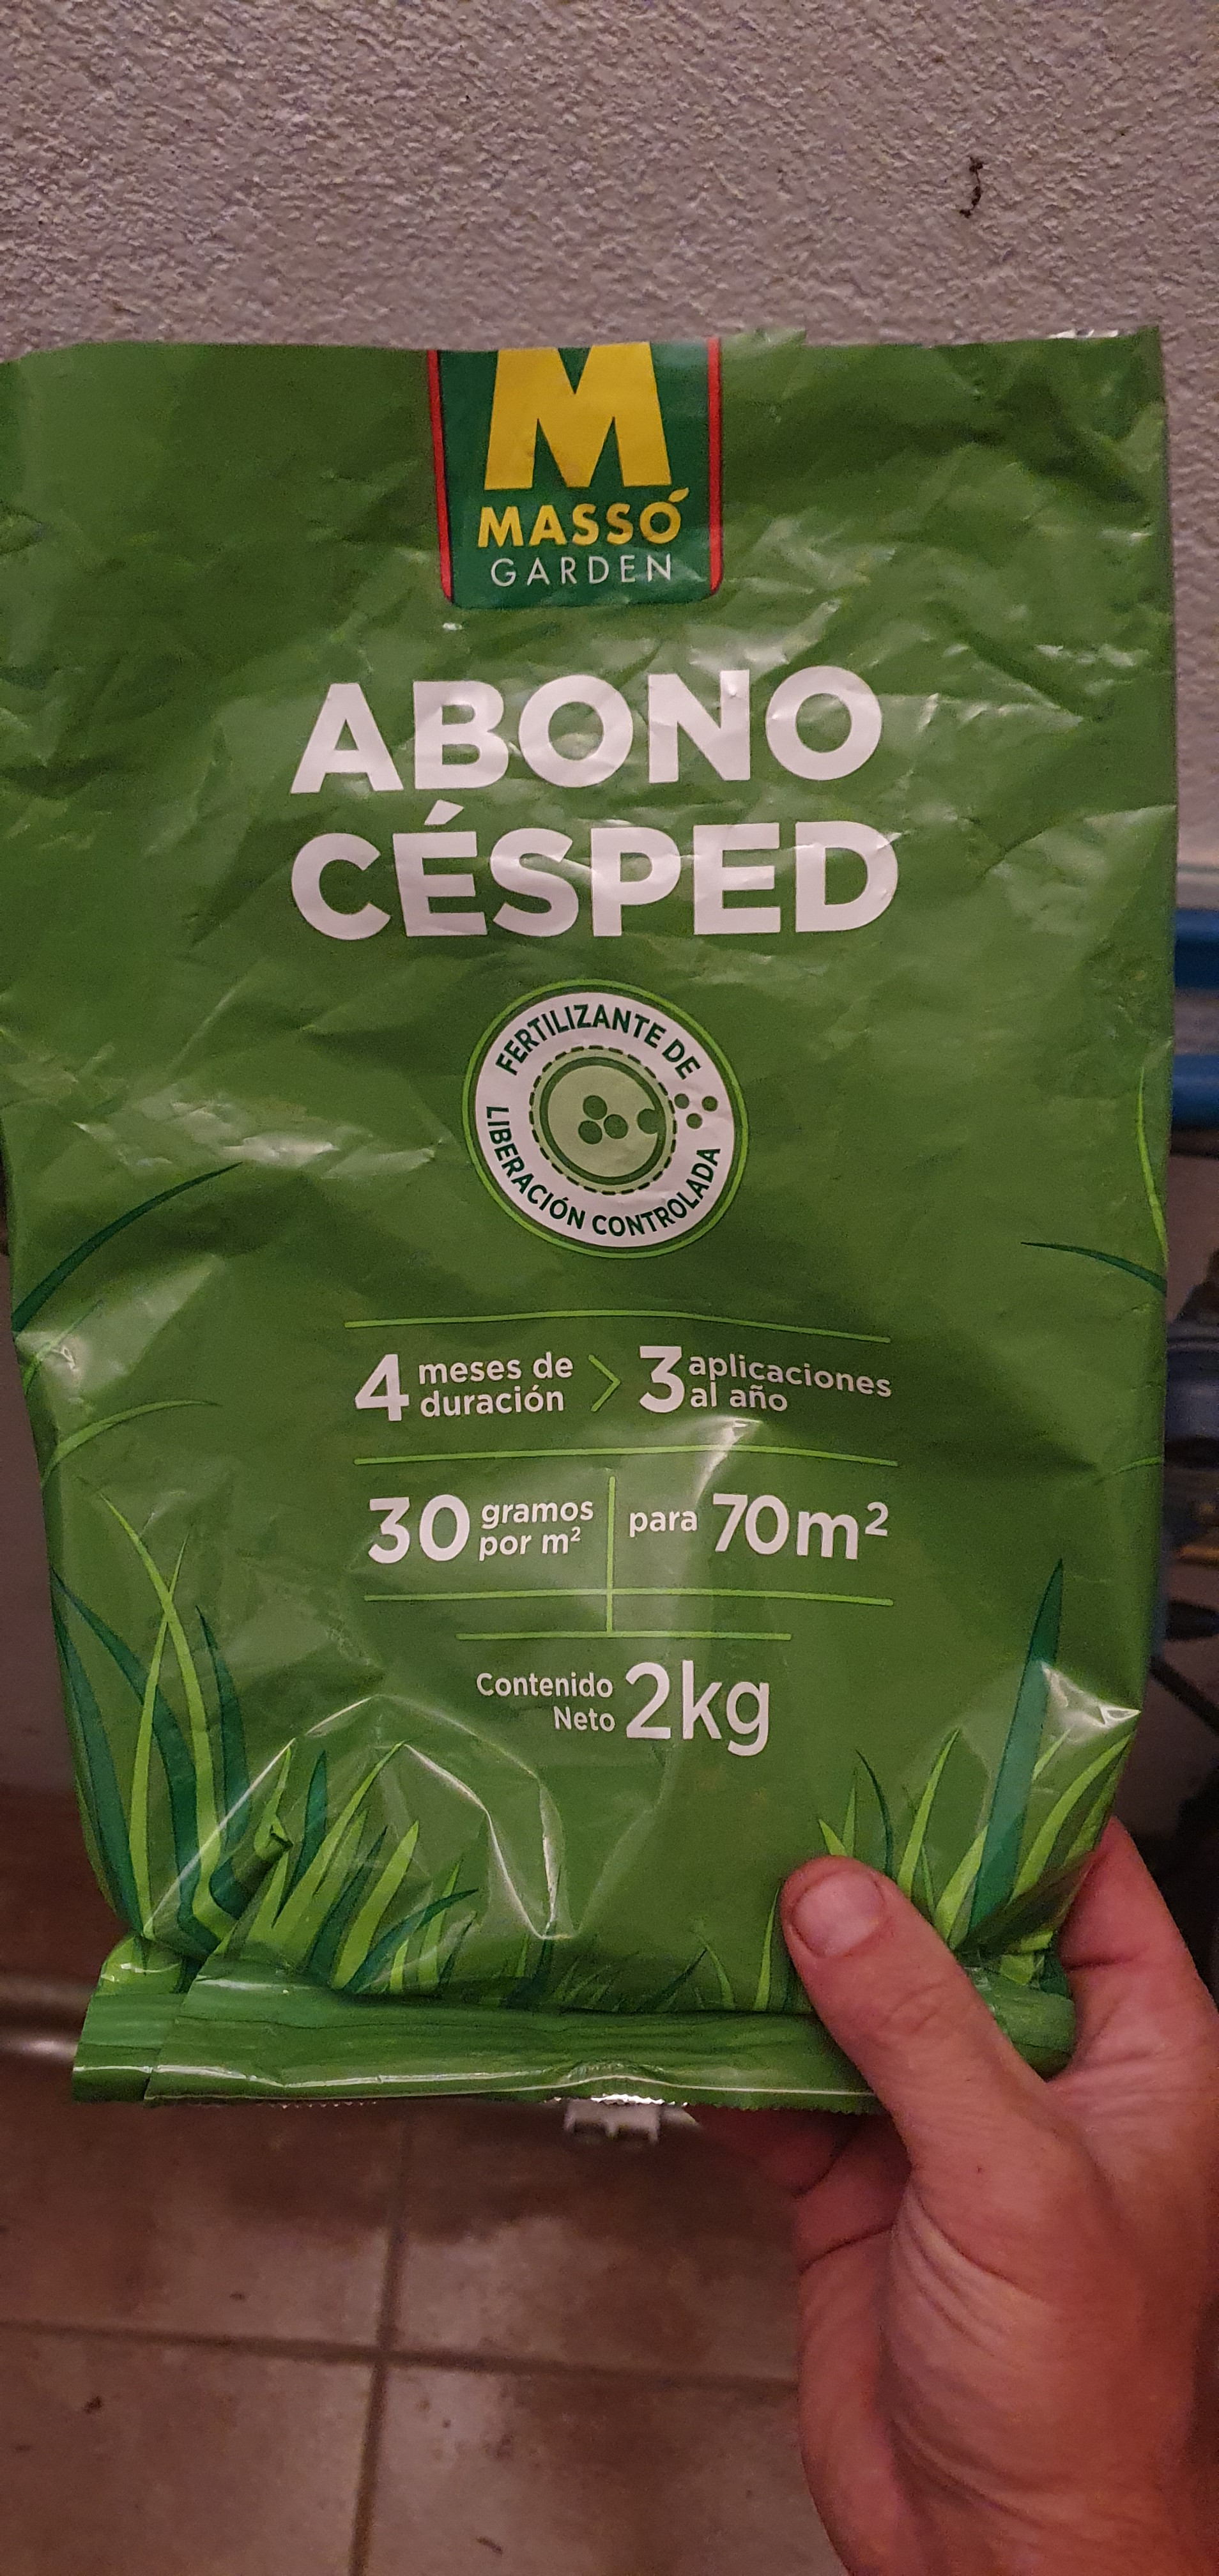 M
MASSÓ
GARDEN
ABONO
CÉSPED
FERTILIZANTE DE
LIBERACIÓN CONTROLADA
4 meses de duración > 3 aplicaciones al año
30 gramos por m² para 70m²
Contenido Neto 2kg